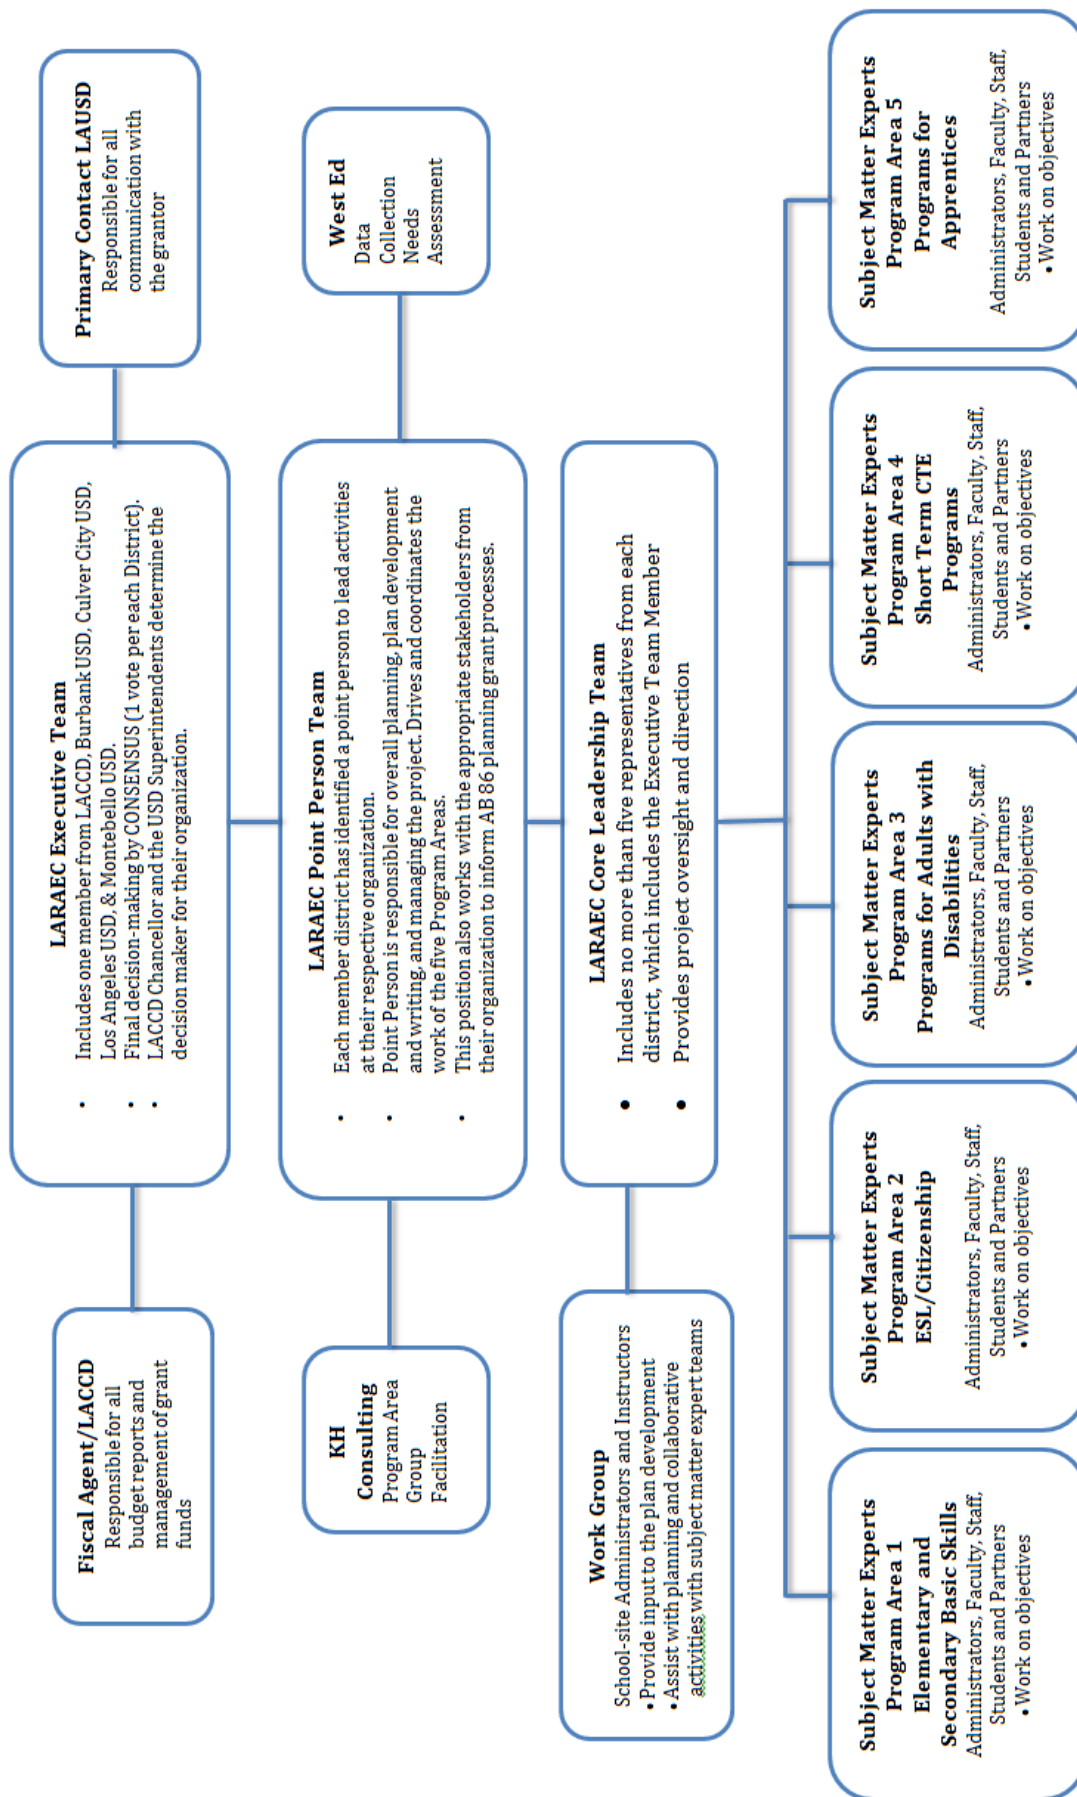 Fiscal Agent/LACCD
Responsible for all
budget reports and
management of grant
funds
LARAEC Executive Team
• Includes one member from LACCD, Burbank USD, Culver City USD,
Los Angeles USD, & Montebello USD.
• Final decision-making by CONSENSUS (1 vote per each District).
• LACCD Chancellor and the USD Superintendents determine the
decision maker for their organization.
Primary Contact LAUSD
Responsible for all
communication with
the grantor
KH
Consulting
Program Area
Group
Facilitation
LARAEC Point Person Team
• Each member district has identified a point person to lead activities
at their respective organization.
• Point Person is responsible for overall planning, plan development
and writing, and managing the project. Drives and coordinates the
work of the five Program Areas.
• This position also works with the appropriate stakeholders from
their organization to inform AB 86 planning grant processes.
West Ed
Data
Collection
Needs
Assessment
Work Group
School-site Administrators and Instructors
• Provide input to the plan development
• Assist with planning and collaborative
activities with subject matter expert teams
LARAEC Core Leadership Team
• Includes no more than five representatives from each
district, which includes the Executive Team Member
• Provides project oversight and direction
Subject Matter Experts
Program Area 1
Elementary and
Secondary Basic Skills
Administrators, Faculty, Staff,
Students and Partners
• Work on objectives
Subject Matter Experts
Program Area 2
ESL/Citizenship
Administrators, Faculty, Staff,
Students and Partners
• Work on objectives
Subject Matter Experts
Program Area 3
Programs for Adults with
Disabilities
Administrators, Faculty, Staff,
Students and Partners
• Work on objectives
Subject Matter Experts
Program Area 4
Short Term CTE
Programs
Administrators, Faculty, Staff,
Students and Partners
• Work on objectives
Subject Matter Experts
Program Area 5
Programs for
Apprentices
Administrators, Faculty, Staff,
Students and Partners
• Work on objectives